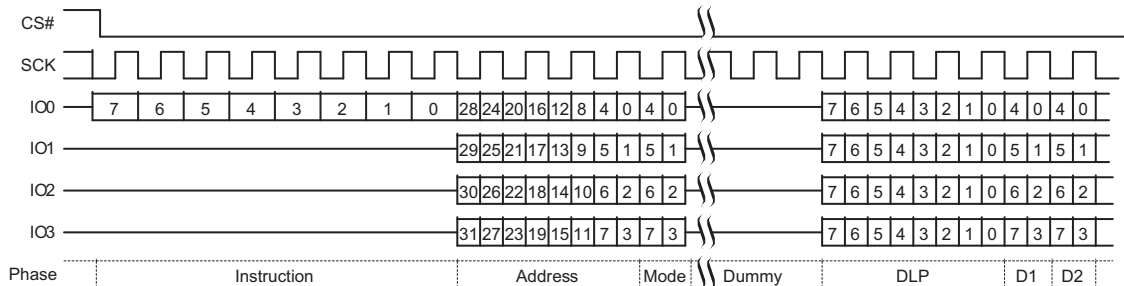 CS#
SCK
IO0 7 6 5 4 3 2 1 0 28 24 20 16 12 8 4 0 4 0 7 6 5 4 3 2 1 0 4 0 4 0
IO1 29 25 21 17 13 9 5 1 5 1 7 6 5 4 3 2 1 0 5 1 5 1
IO2 30 26 22 18 14 10 6 2 6 2 7 6 5 4 3 2 1 0 6 2 6 2
IO3 31 27 23 19 15 11 7 3 7 3 7 6 5 4 3 2 1 0 7 3 7 3
Phase Instruction Address Mode Dummy DLP D1 D2